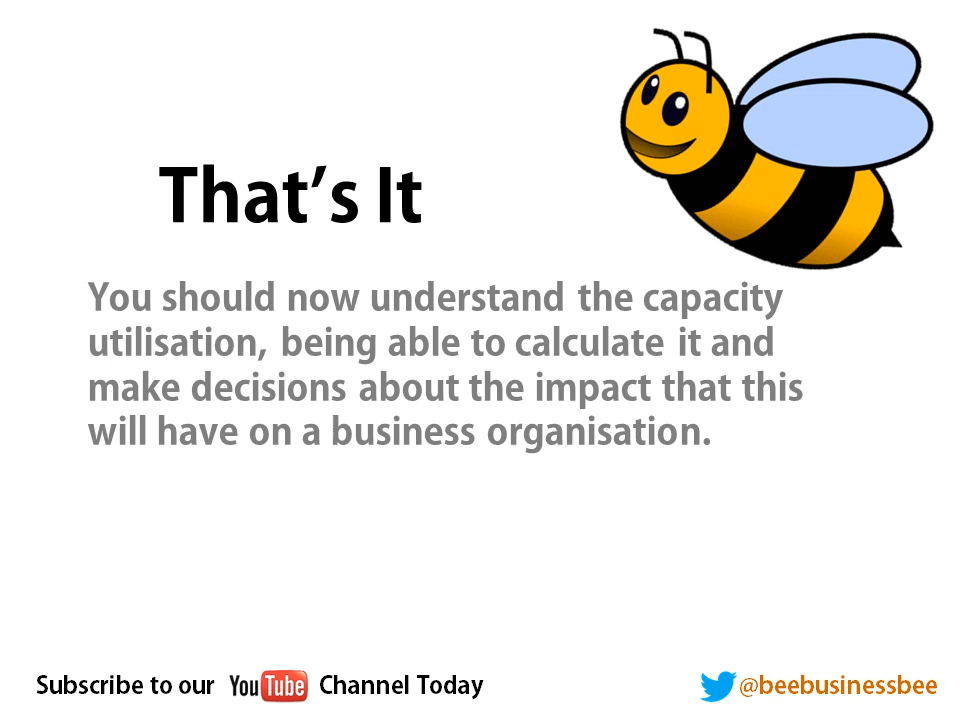 That’s It
You should now understand the capacity
utilisation, being able to calculate it and
make decisions about the impact that this
will have on a business organisation.
Subscribe to our YouTube Channel Today
@beebusinessbee